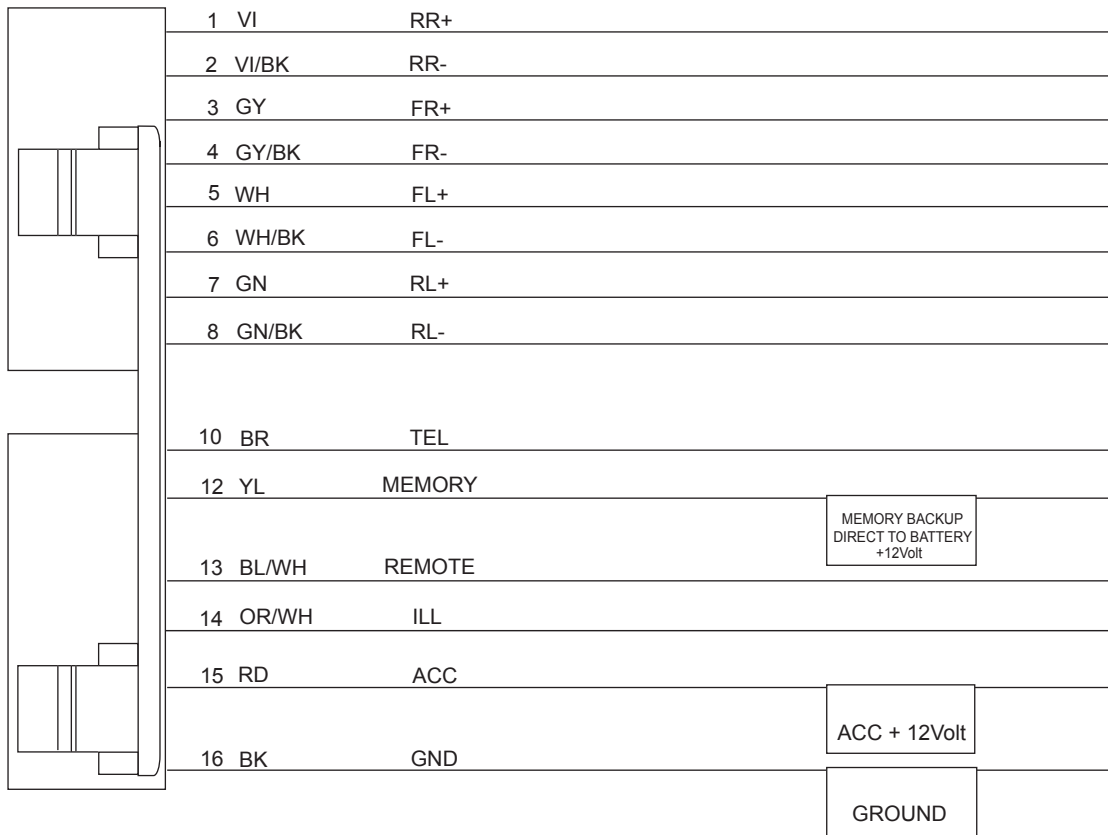 1 VI RR+
2 VI/BK RR-
3 GY FR+
4 GY/BK FR-
5 WH FL+
6 WH/BK FL-
7 GN RL+
8 GN/BK RL-
10 BR TEL
12 YL MEMORY
MEMORY BACKUP
DIRECT TO BATTERY
+12Volt
13 BL/WH REMOTE
14 OR/WH ILL
15 RD ACC
ACC + 12Volt
16 BK GND
GROUND